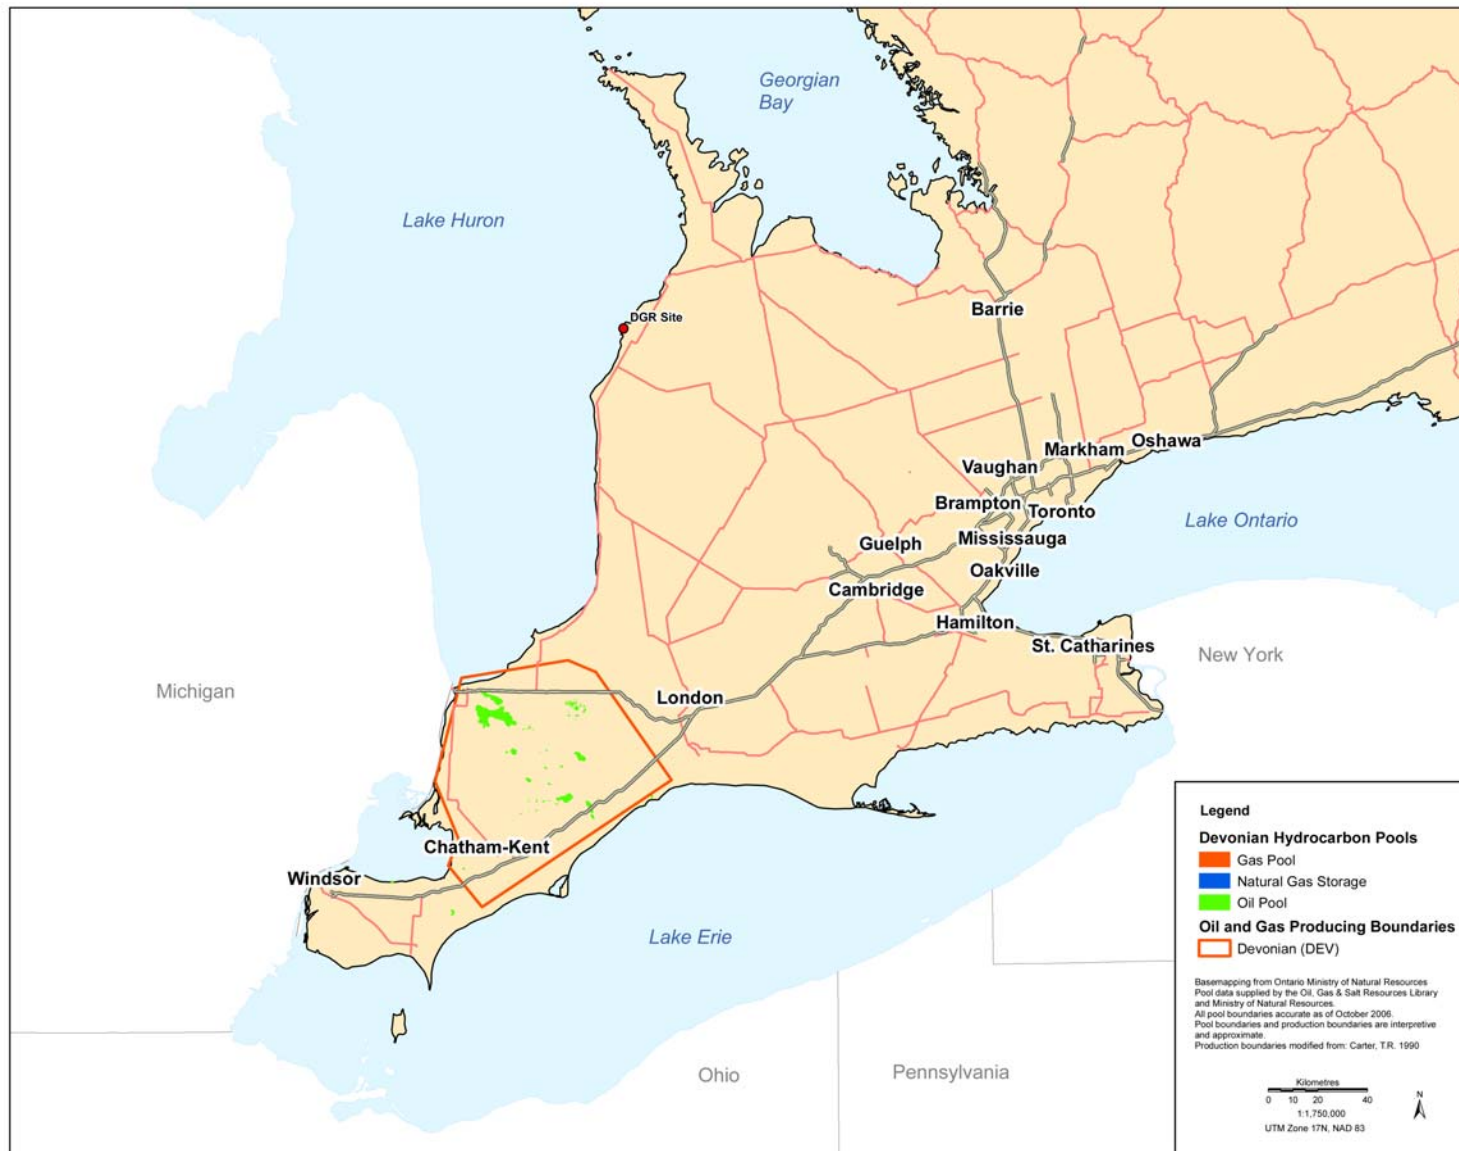 Georgian
Bay
Lake Huron
DGR Site
Barrie
Markham
Oshawa
Vaughan
Brampton
Toronto
Lake Ontario
Guelph
Mississauga
Oakville
Cambridge
Hamilton
St. Catharines
New York
Michigan
London
Chatham-Kent
Windsor
Lake Erie
Ohio
Pennsylvania
Legend
Devonian Hydrocarbon Pools
Gas Pool
Natural Gas Storage
Oil Pool
Oil and Gas Producing Boundaries
Devonian (DEV)
Basemapping from Ontario Ministry of Natural Resources
Pool data supplied by the Oil, Gas & Salt Resources Library
and Ministry of Natural Resources.
All pool boundaries accurate as of October 2006.
Pool boundaries and production boundaries are interpretive
and approximate.
Production boundaries modified from: Carter, T.R. 1990
Kilometres
0 10 20 40
1:1,750,000
UTM Zone 17N, NAD 83
N